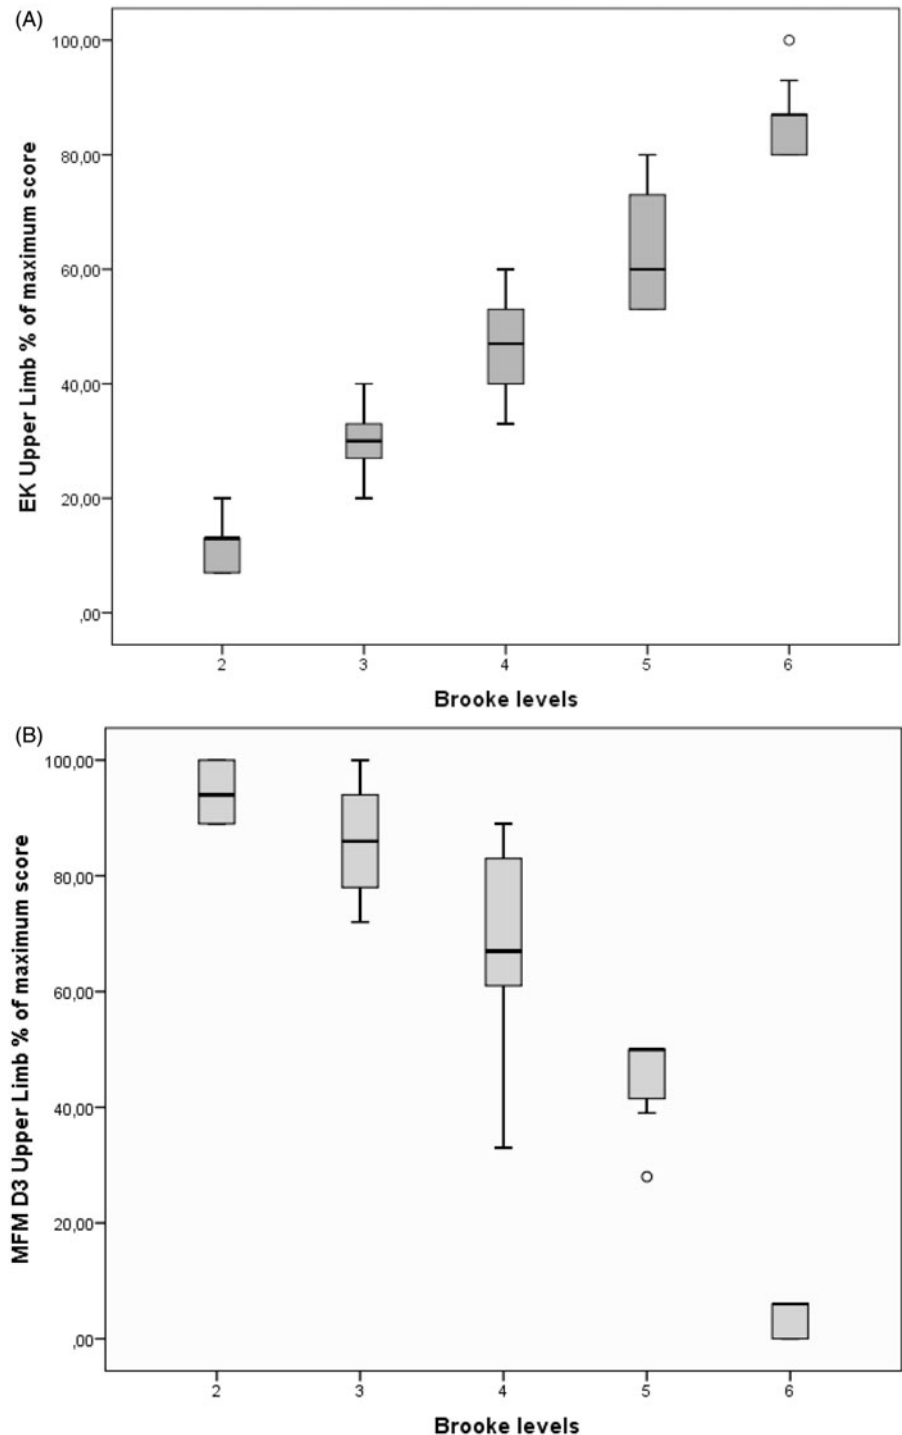 (A)
EK Upper Limb % of maximum score
100,00
80,00
60,00
40,00
20,00
,00
2 3 4 5 6
Brooke levels
(B)
MFM D3 Upper Limb % of maximum score
100,00
80,00
60,00
40,00
20,00
,00
2 3 4 5 6
Brooke levels